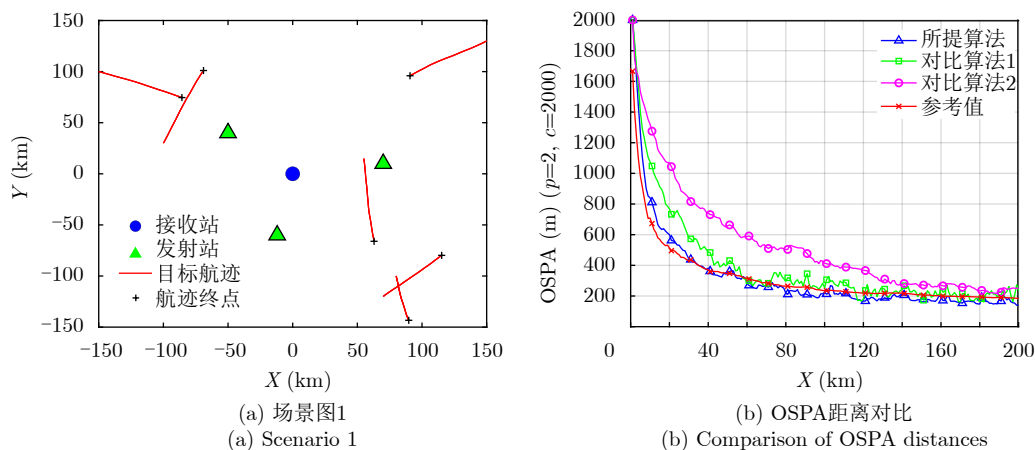 150
100
50
0
−50
−100
−150
Y (km)
接收站
发射站
目标航迹
航迹终点
−150 −100 −50 0 50 100 150
X (km)
(a) 场景图1
(a) Scenario 1
2000
1800
1600
1400
1200
1000
800
600
400
200
OSPA (m) (p=2, c=2000)
所提算法
对比算法1
对比算法2
参考值
0 40 80 120 160 200
X (km)
(b) OSPA距离对比
(b) Comparison of OSPA distances